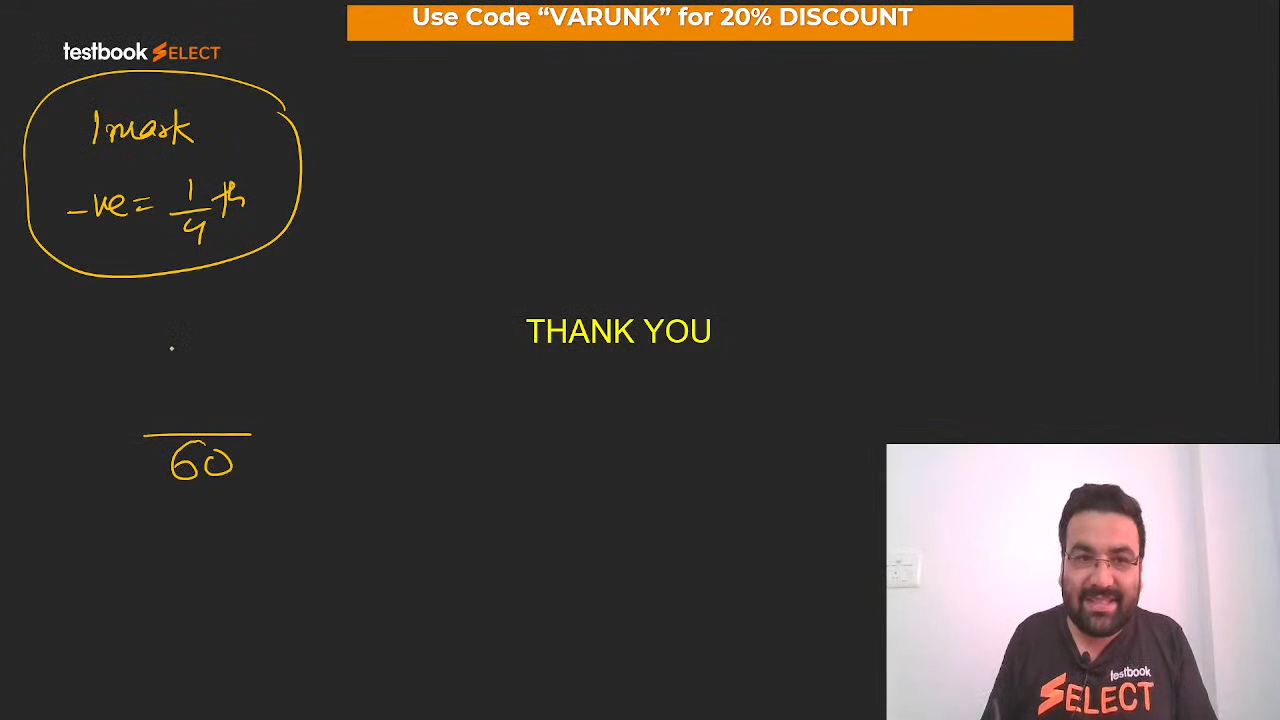 Use Code “VARUNK” for 20% DISCOUNT
testbook SELECT
1 mark
-ve = 1/4 th
THANK YOU
60
testbook
SELECT